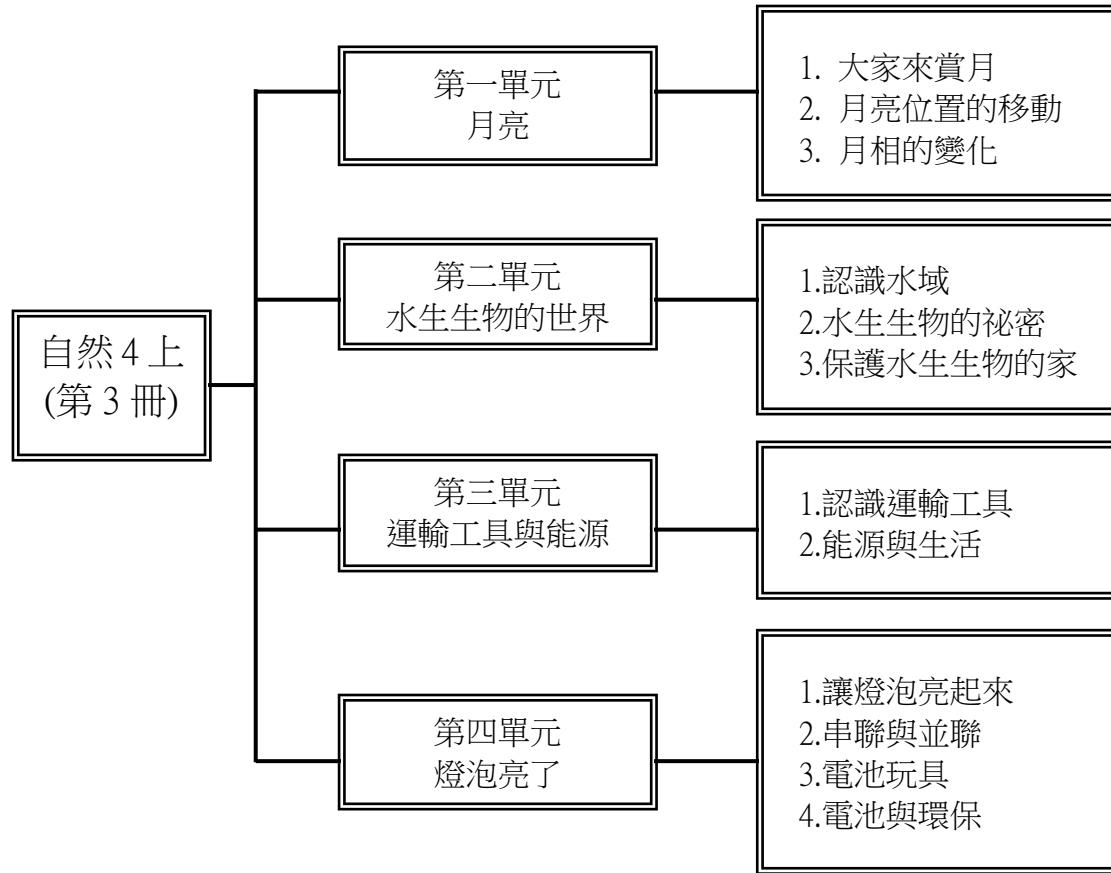 第一單元
月亮
1. 大家來賞月
2. 月亮位置的移動
3. 月相的變化
第二單元
水生生物的世界
1.認識水域
2.水生生物的祕密
3.保護水生生物的家
自然4上
(第3冊)
第三單元
運輸工具與能源
1.認識運輸工具
2.能源與生活
第四單元
燈泡亮了
1.讓燈泡亮起來
2.串聯與並聯
3.電池玩具
4.電池與環保